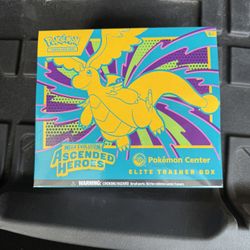 Pokémon
MEGA EVOLUTION
ASCENDED
HEROES
Pokémon Center
ELITE TRAINER BOX
WARNING: